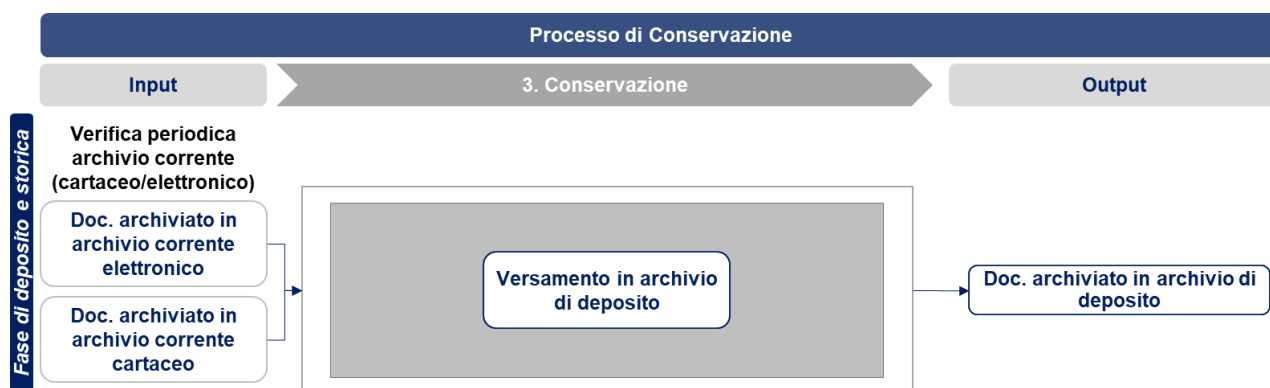 Processo di Conservazione
Input
3. Conservazione
Output
Fase di deposito e storica
Verifica periodica
archivio corrente
(cartaceo/elettronico)
Doc. archiviato in
archivio corrente
elettronico
Doc. archiviato in
archivio corrente
cartaceo
Versamento in archivio
di deposito
Doc. archiviato in archivio di
deposito